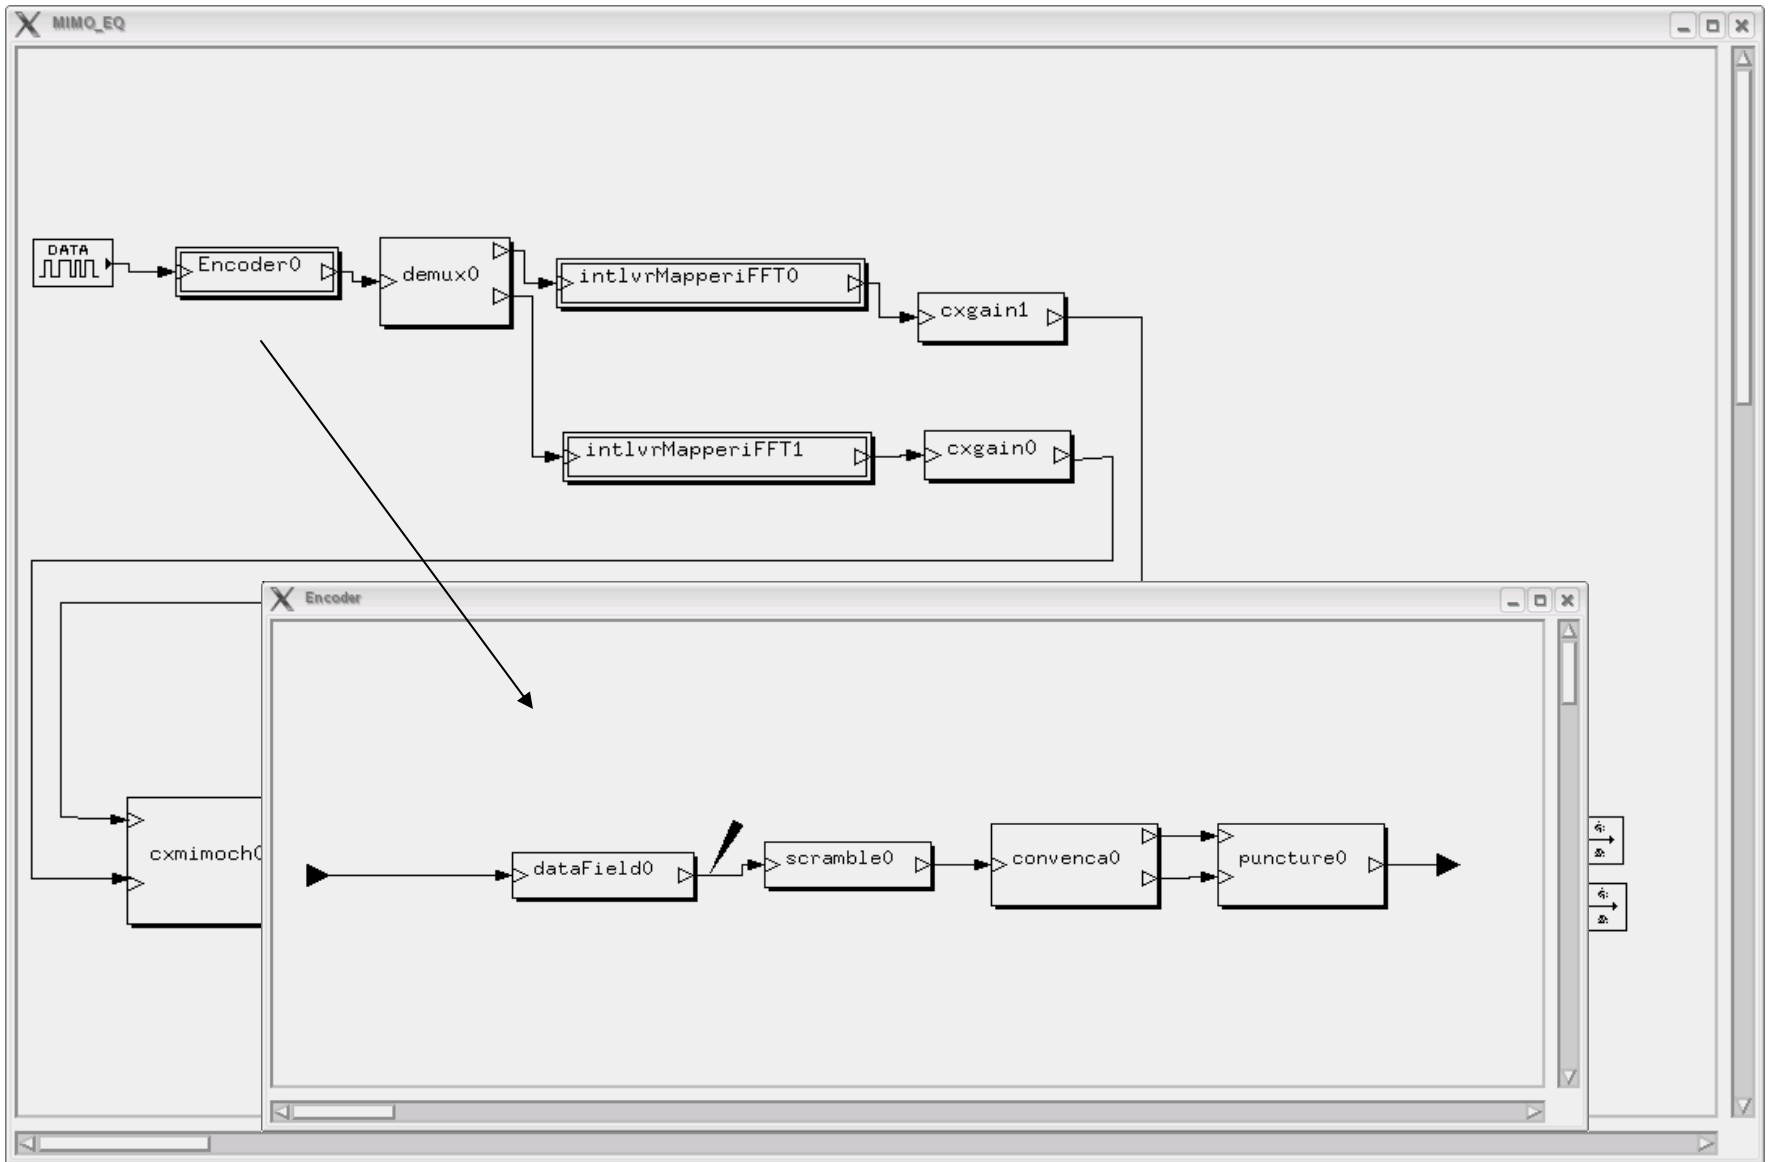 MIMO_EQ
DATA
Encoder0
demux0
intlvrMapperiFFT0
cxgain1
intlvrMapperiFFT1
cxgain0
Encoder
cxmimoch0
dataField0
scramble0
convenca0
puncture0